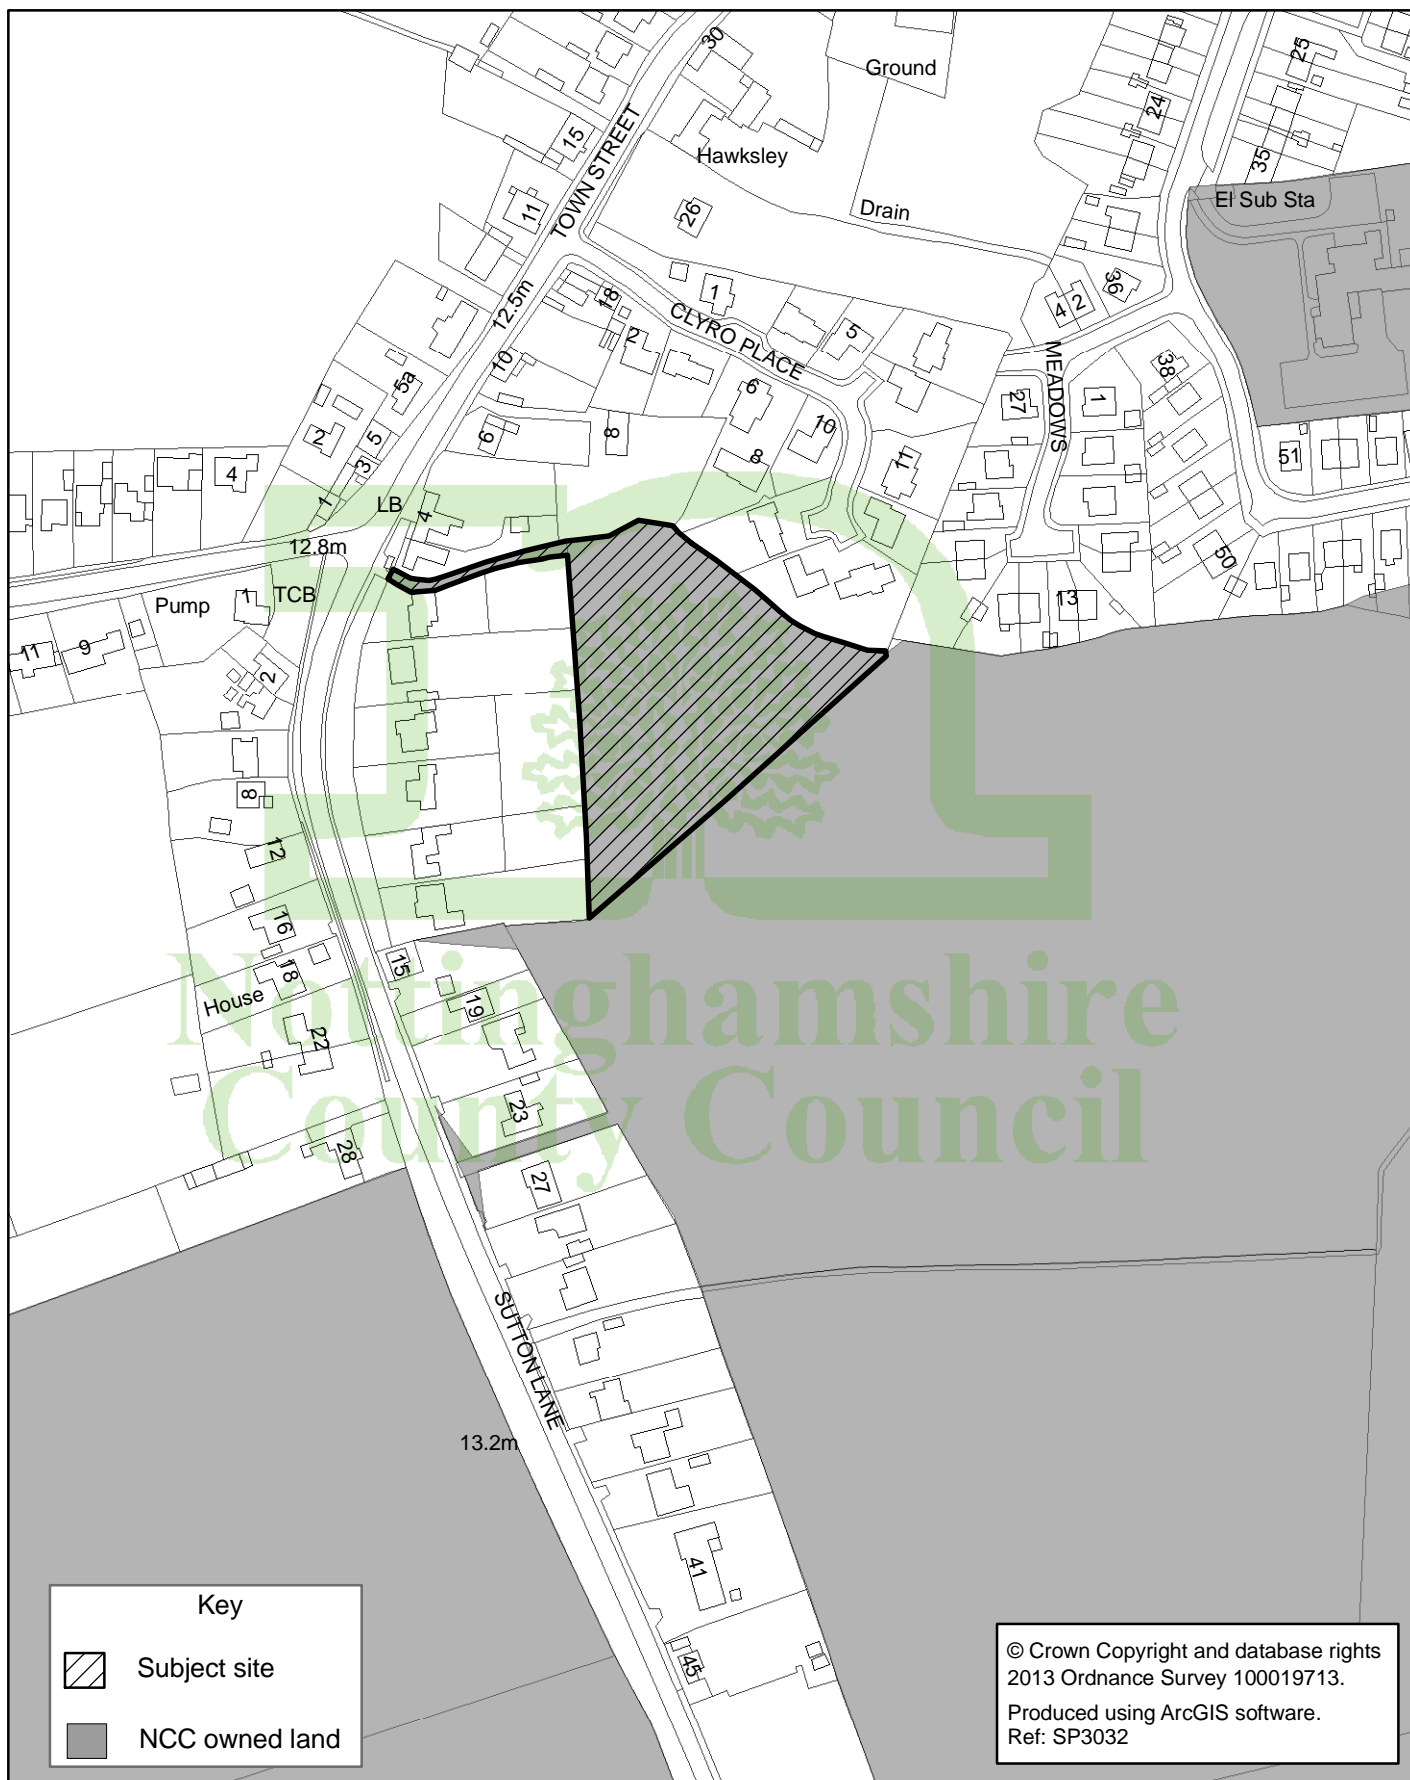 30
Ground
25
24
15
TOWN STREET
Hawksley
35
El Sub Sta
11
26
Drain
12.5m
18
1
36
2
4
CLYRO PLACE
2
5
10
MEADOWS
38
5a
6
27
1
2
5
6
8
10
3
8
11
51
4
1
LB
4
12.8m
50
1
TCB
Pump
13
11
9
2
8
12
16
15
18
19
House
22
Nottinghamshire
County Council
23
28
27
SUTTON LANE
13.2m
41
45
Key
Subject site
NCC owned land
© Crown Copyright and database rights
2013 Ordnance Survey 100019713.
Produced using ArcGIS software.
Ref: SP3032